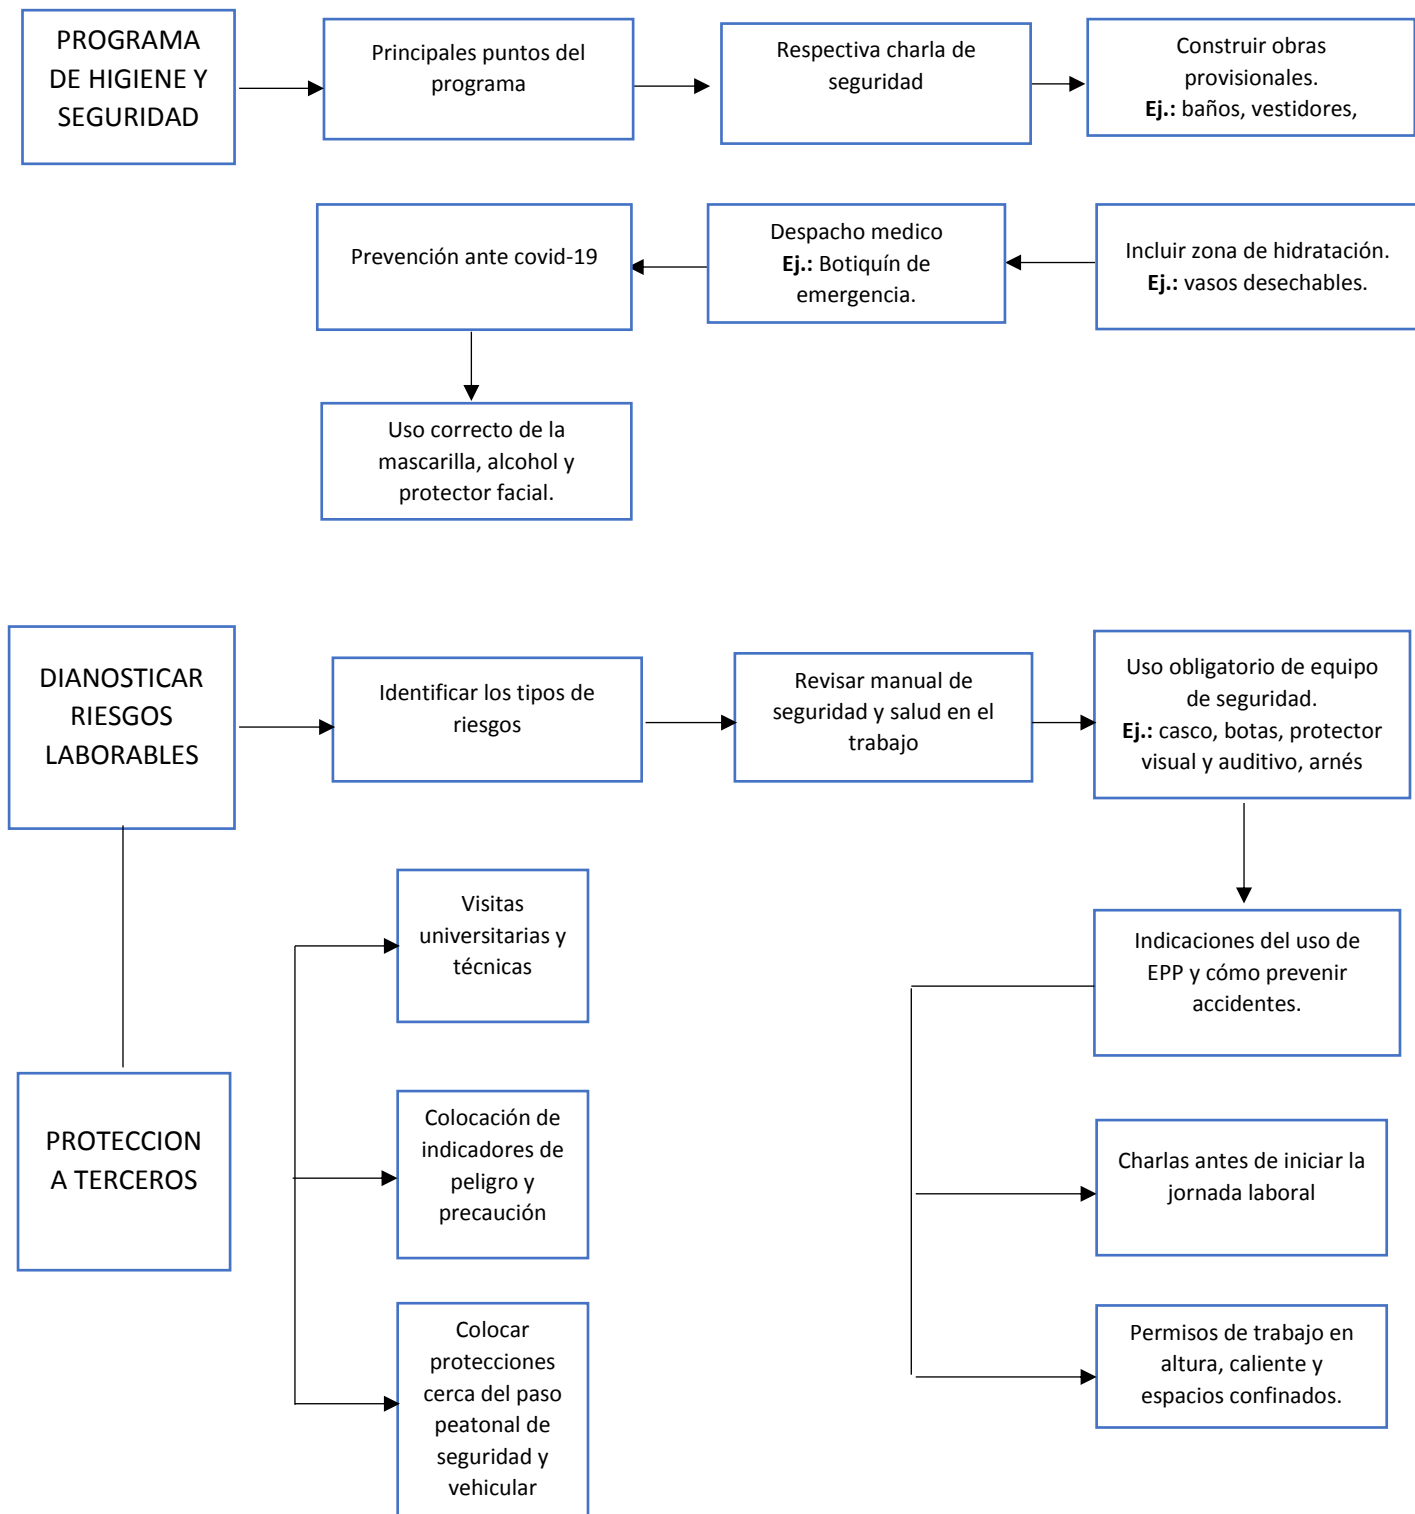 PROGRAMA
DE HIGIENE Y
SEGURIDAD
Principales puntos del
programa
Respectiva charla de
seguridad
Construir obras
provisionales.
Ej.: baños, vestidores,
Prevención ante covid-19
Despacho medico
Ej.: Botiquín de
emergencia.
Incluir zona de hidratación.
Ej.: vasos desechables.
Uso correcto de la
mascarilla, alcohol y
protector facial.
DIANOSTICAR
RIESGOS
LABORABLES
Identificar los tipos de
riesgos
Revisar manual de
seguridad y salud en el
trabajo
Uso obligatorio de equipo
de seguridad.
Ej.: casco, botas, protector
visual y auditivo, arnés
Visitas
universitarias y
técnicas
Indicaciones del uso de
EPP y cómo prevenir
accidentes.
PROTECCION
A TERCEROS
Colocación de
indicadores de
peligro y
precaución
Charlas antes de iniciar la
jornada laboral
Colocar
protecciones
cerca del paso
peatonal de
seguridad y
vehicular
Permisos de trabajo en
altura, caliente y
espacios confinados.